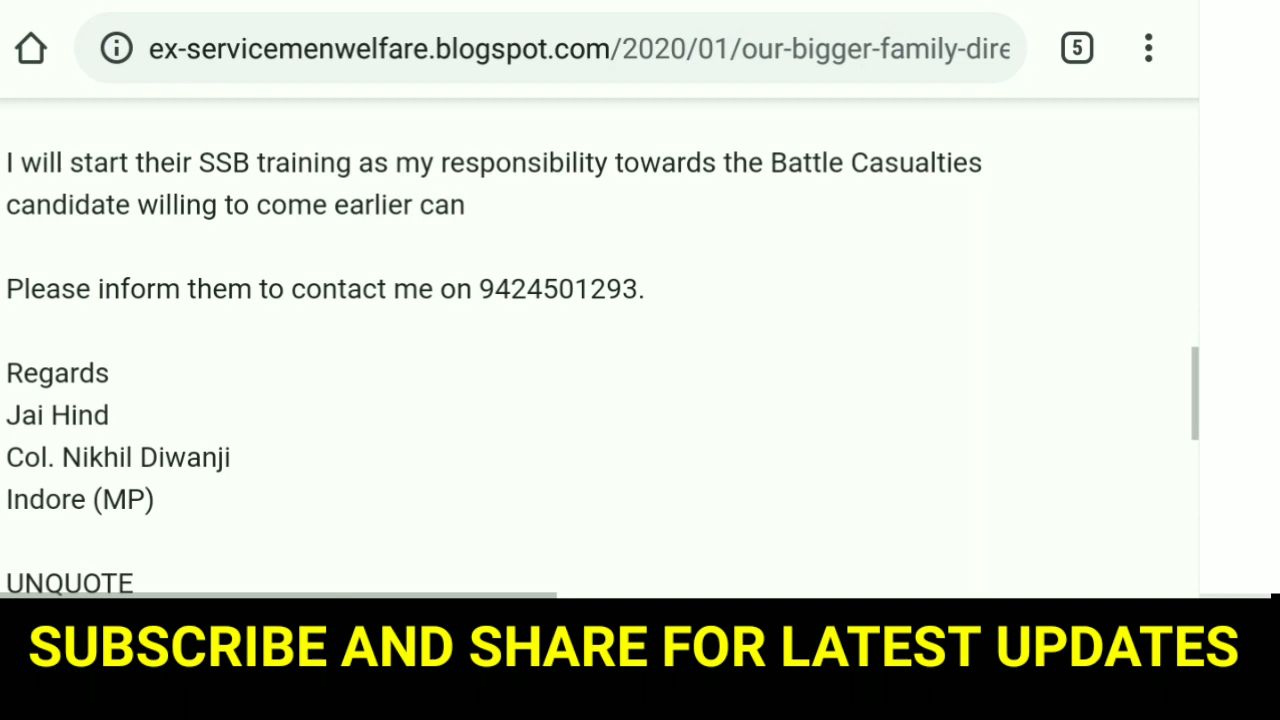 ex-servicemenwelfare.blogspot.com/2020/01/our-bigger-family-dire
5
I will start their SSB training as my responsibility towards the Battle Casualties
candidate willing to come earlier can
Please inform them to contact me on 9424501293.
Regards
Jai Hind
Col. Nikhil Diwanji
Indore (MP)
UNQUOTE
SUBSCRIBE AND SHARE FOR LATEST UPDATES